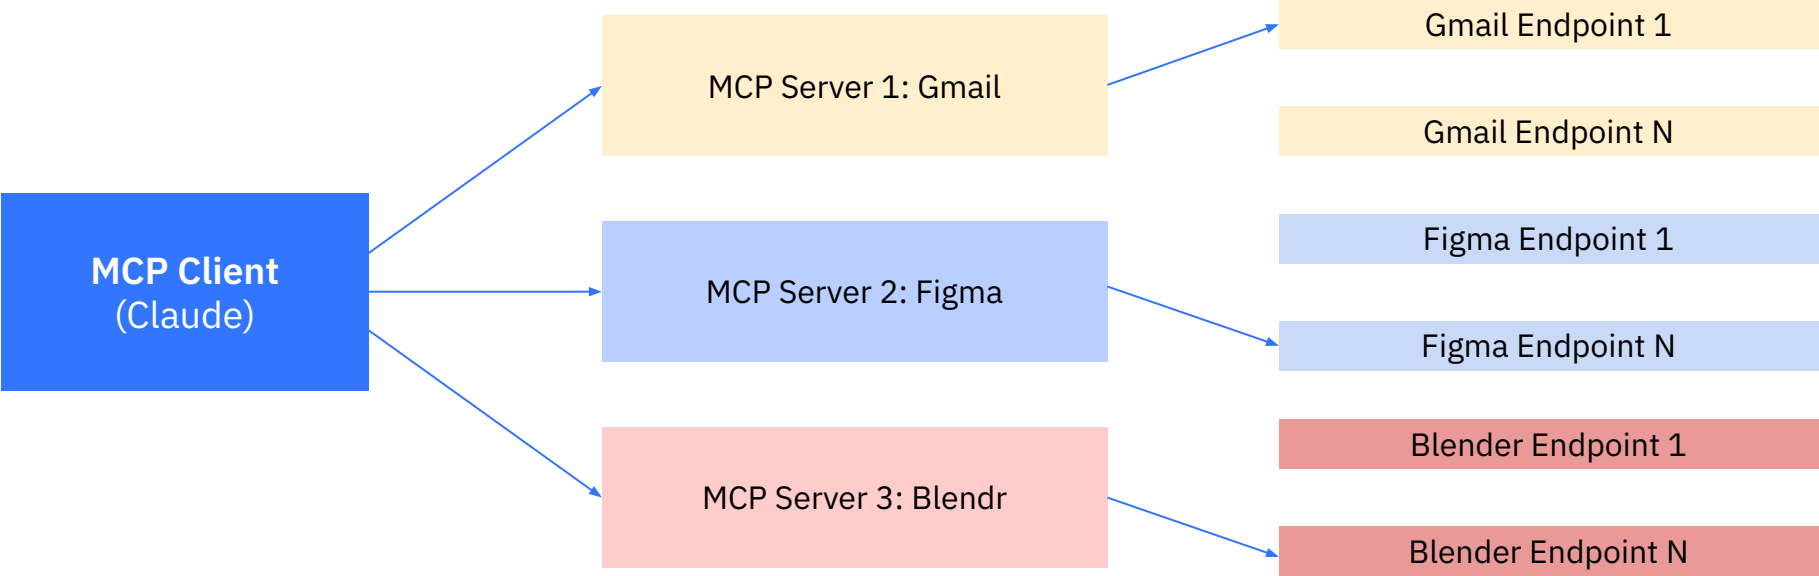 MCP Client
(Claude)
MCP Server 1: Gmail
MCP Server 2: Figma
MCP Server 3: Blendr
Gmail Endpoint 1
Gmail Endpoint N
Figma Endpoint 1
Figma Endpoint N
Blender Endpoint 1
Blender Endpoint N